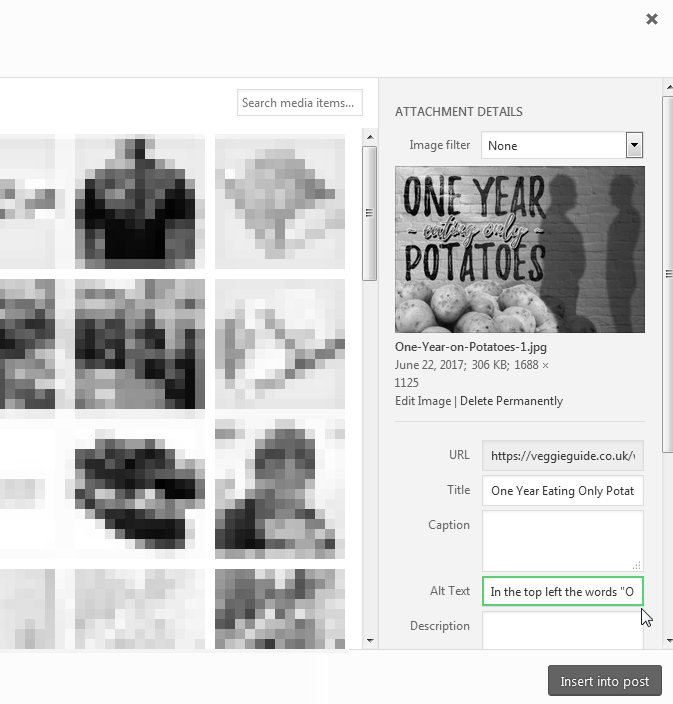 Search media items...
ATTACHMENT DETAILS
Image filter
None
ONE YEAR
~ eating only ~
POTATOES
One-Year-on-Potatoes-1.jpg
June 22, 2017; 306 KB; 1688 ×
1125
Edit Image | Delete Permanently
URL
https://veggieguide.co.uk/
Title
One Year Eating Only Potat
Caption
Alt Text
In the top left the words "O
Description
Insert into post